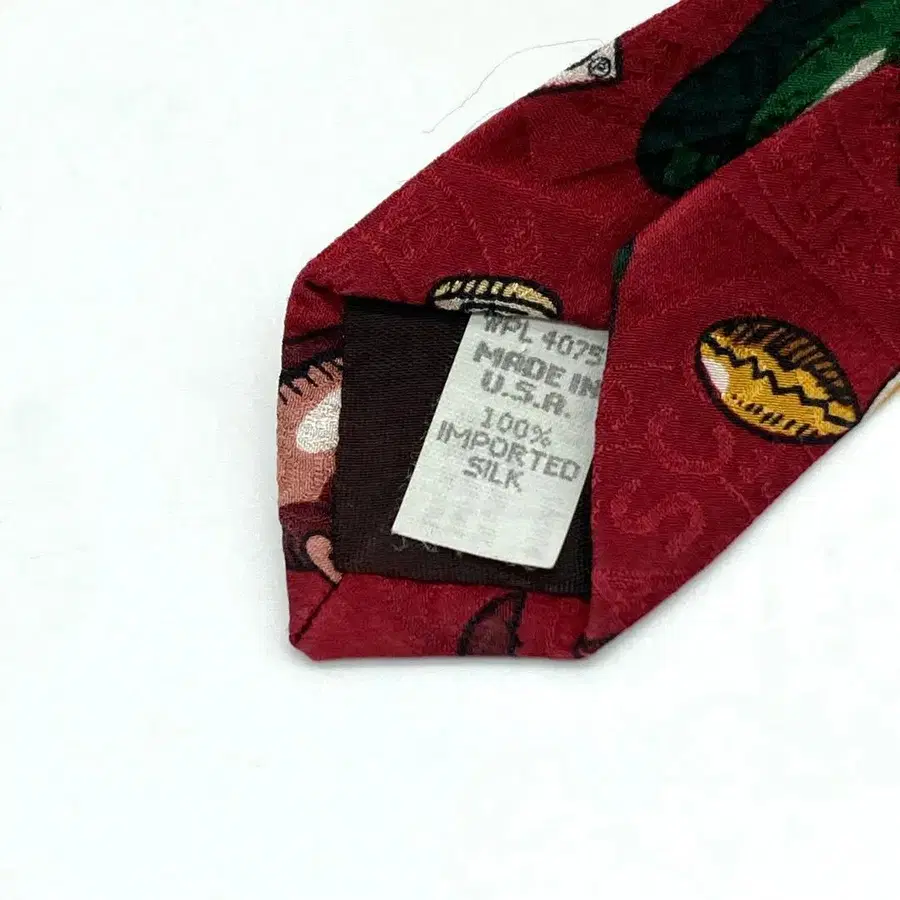 WPL 4075
MADE IN
U.S.A.
100%
IMPORTED
SILK